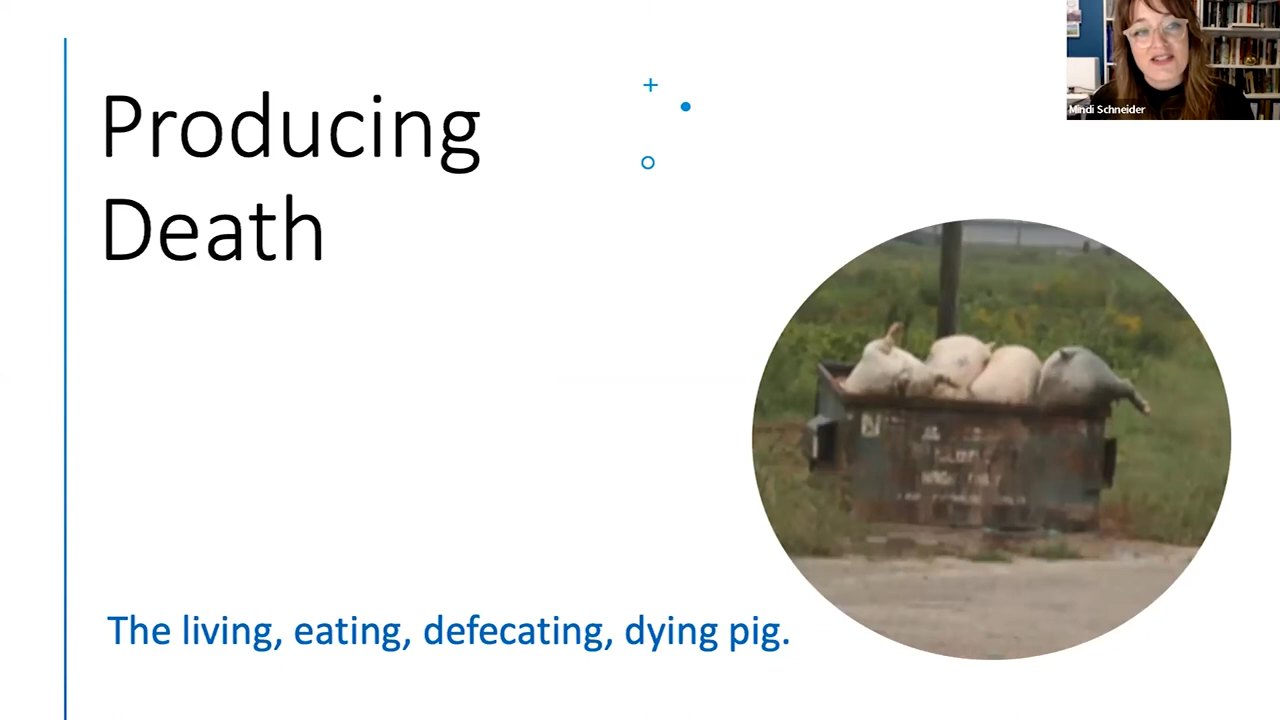 Producing
Death
Mindi Schneider
The living, eating, defecating, dying pig.